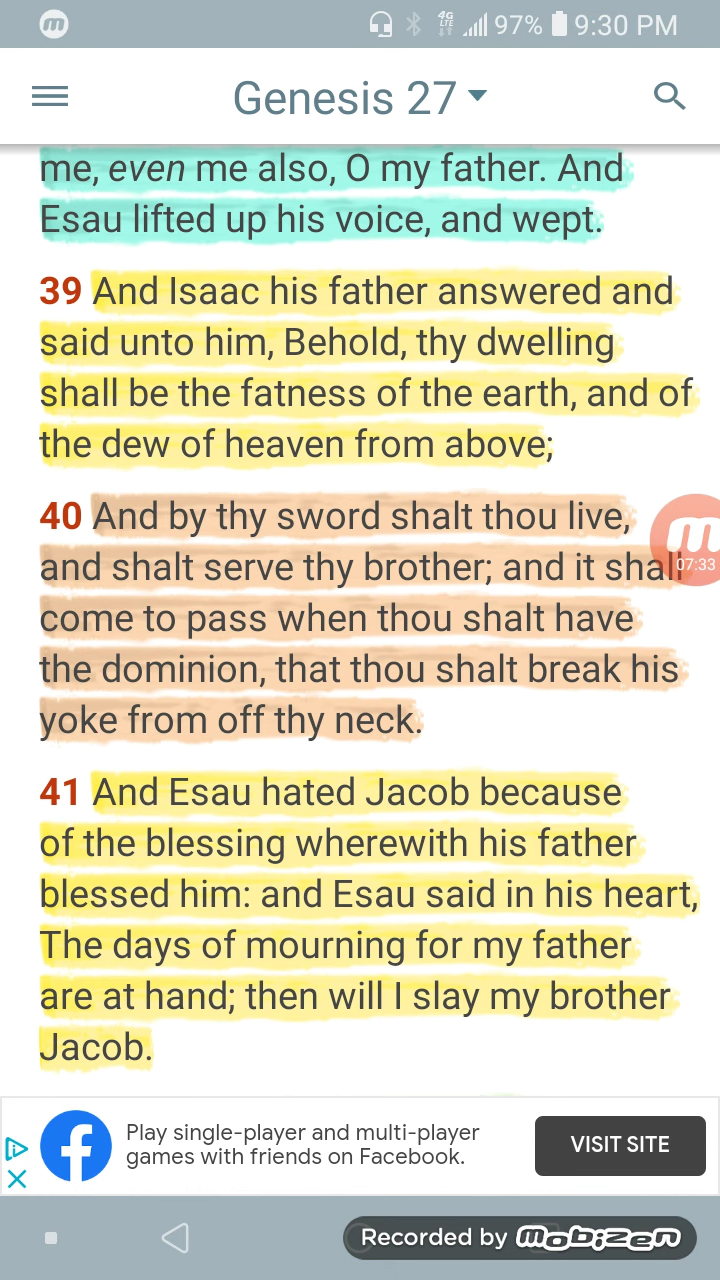 m
4G
LTE
97%
9:30 PM
Genesis 27
me, even me also, O my father. And
Esau lifted up his voice, and wept.
39 And Isaac his father answered and
said unto him, Behold, thy dwelling
shall be the fatness of the earth, and of
the dew of heaven from above;
40 And by thy sword shalt thou live,
and shalt serve thy brother; and it shall
come to pass when thou shalt have
the dominion, that thou shalt break his
yoke from off thy neck.
m
07:33
41 And Esau hated Jacob because
of the blessing wherewith his father
blessed him: and Esau said in his heart,
The days of mourning for my father
are at hand; then will I slay my brother
Jacob.
Play single-player and multi-player
games with friends on Facebook.
VISIT SITE
Recorded by mobizen